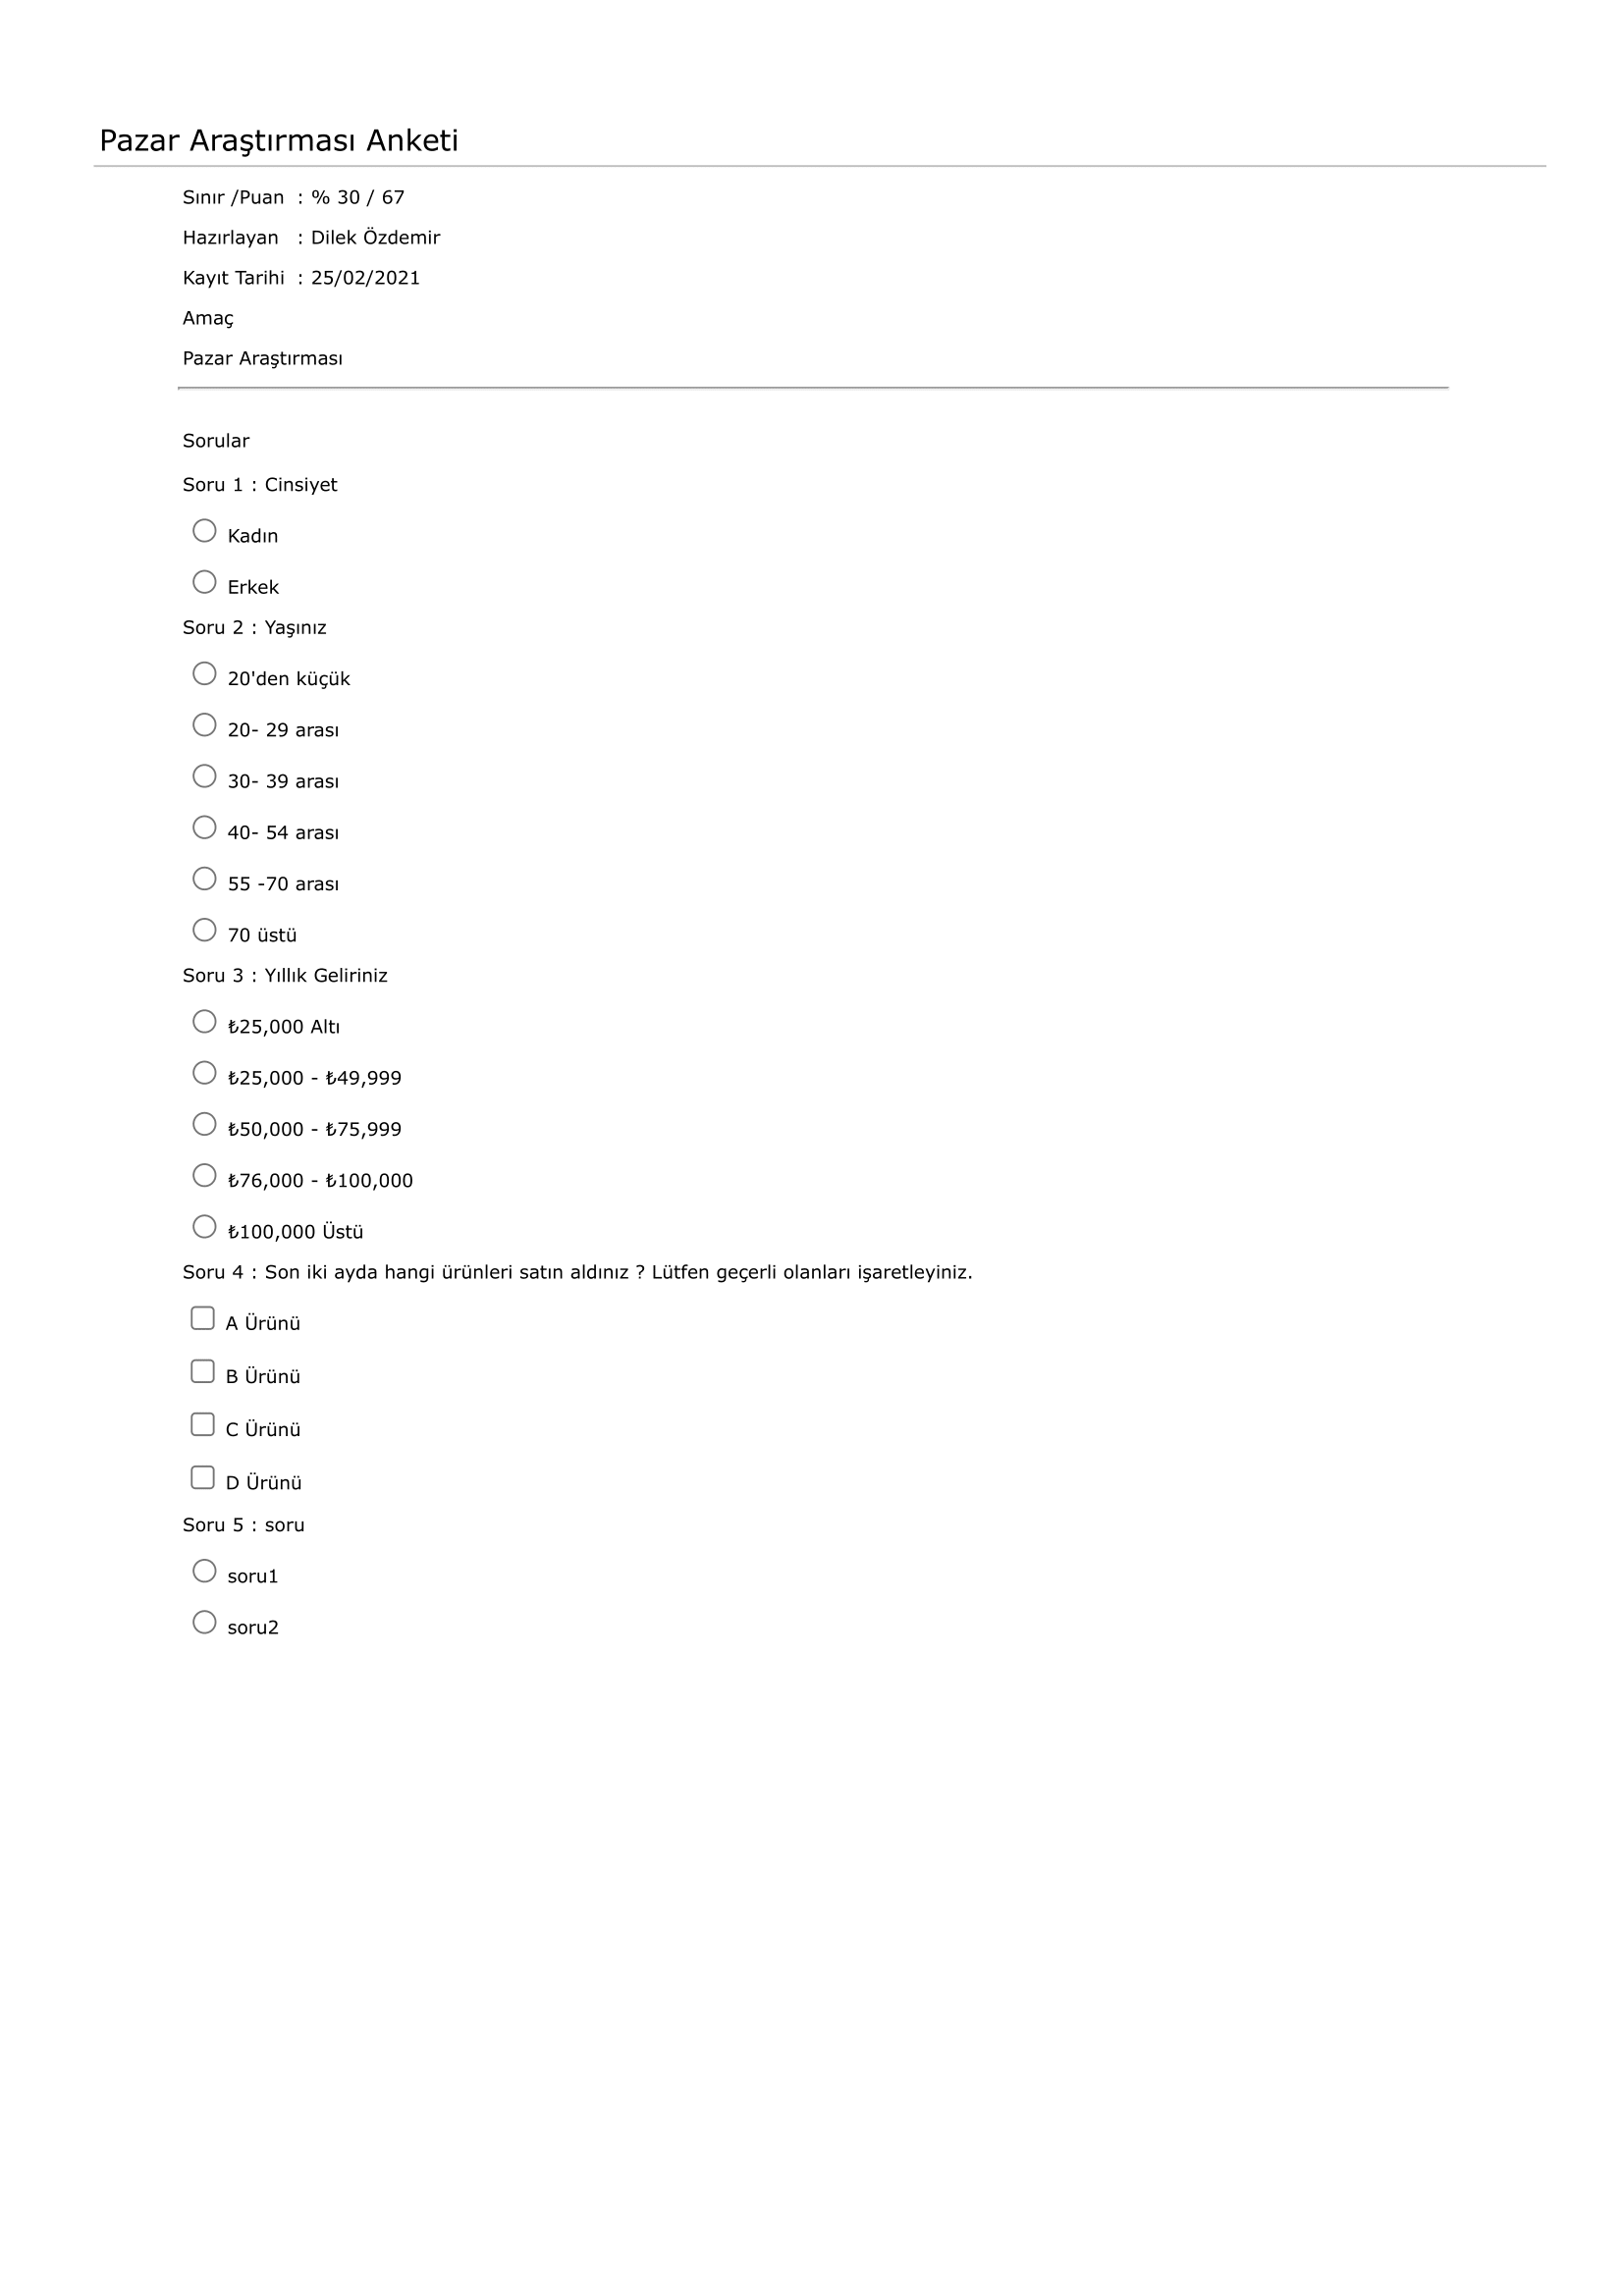 Pazar Araştırması Anketi
Sınır /Puan : % 30 / 67
Hazırlayan : Dilek Özdemir
Kayıt Tarihi : 25/02/2021
Amaç
Pazar Araştırması
Sorular
Soru 1 : Cinsiyet
Kadın
Erkek
Soru 2 : Yaşınız
20'den küçük
20- 29 arası
30- 39 arası
40- 54 arası
55 -70 arası
70 üstü
Soru 3 : Yıllık Geliriniz
₺25,000 Altı
₺25,000 - ₺49,999
₺50,000 - ₺75,999
₺76,000 - ₺100,000
₺100,000 Üstü
Soru 4 : Son iki ayda hangi ürünleri satın aldınız ? Lütfen geçerli olanları işaretleyiniz.
A Ürünü
B Ürünü
C Ürünü
D Ürünü
Soru 5 : soru
soru1
soru2